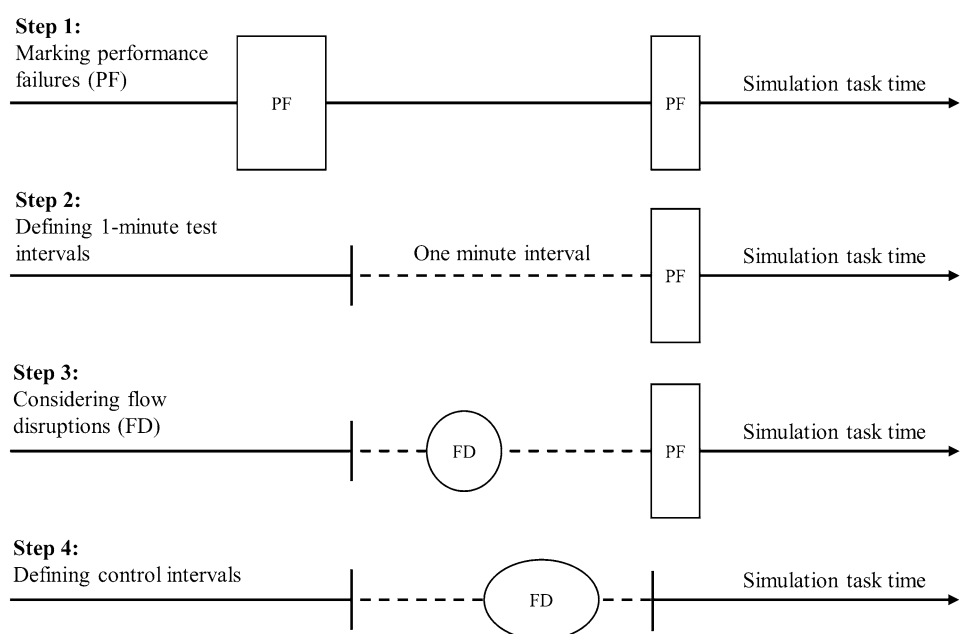 Step 1:
Marking performance
failures (PF)
PF
PF
Simulation task time
Step 2:
Defining 1-minute test
intervals
One minute interval
PF
Simulation task time
Step 3:
Considering flow
disruptions (FD)
FD
PF
Simulation task time
Step 4:
Defining control intervals
FD
Simulation task time